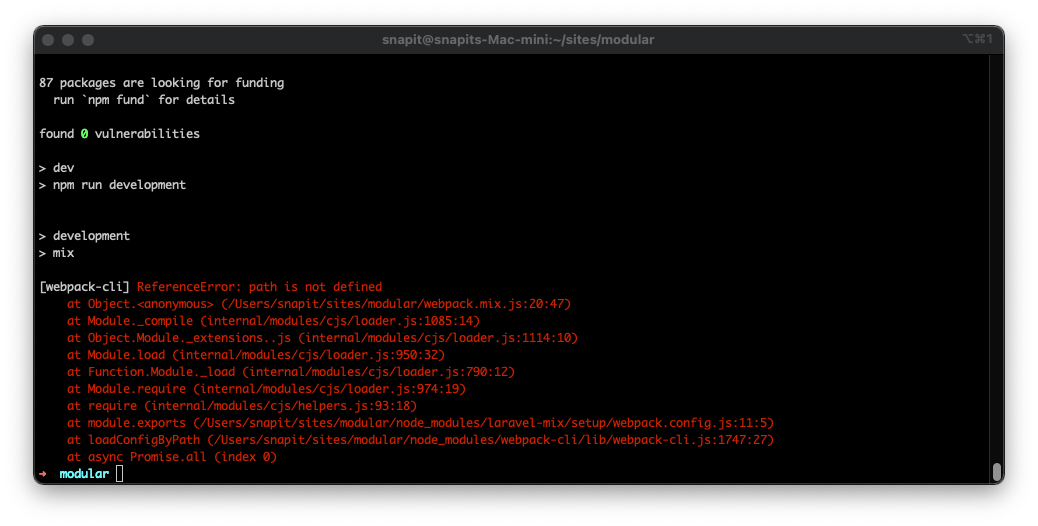 snapit@snapits-Mac-mini:~/sites/modular
⌥⌘1
87 packages are looking for funding
  run `npm fund` for details
found 0 vulnerabilities
> dev
> npm run development
> development
> mix
[webpack-cli] ReferenceError: path is not defined
    at Object.<anonymous> (/Users/snapit/sites/modular/webpack.mix.js:20:47)
    at Module._compile (internal/modules/cjs/loader.js:1085:14)
    at Object.Module._extensions..js (internal/modules/cjs/loader.js:1114:10)
    at Module.load (internal/modules/cjs/loader.js:950:32)
    at Function.Module._load (internal/modules/cjs/loader.js:790:12)
    at Module.require (internal/modules/cjs/loader.js:974:19)
    at require (internal/modules/cjs/helpers.js:93:18)
    at module.exports (/Users/snapit/sites/modular/node_modules/laravel-mix/setup/webpack.config.js:11:5)
    at loadConfigByPath (/Users/snapit/sites/modular/node_modules/webpack-cli/lib/webpack-cli.js:1747:27)
    at async Promise.all (index 0)
➜  modular